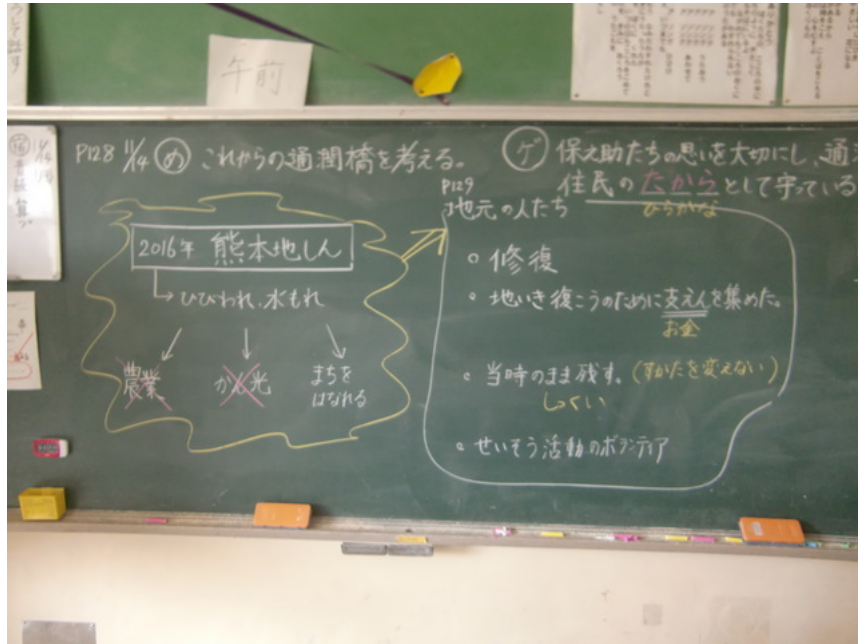 午前
P128 11/14 め これからの通潤橋を考える。
2016年 熊本地しん
→ ひびわれ、水もれ
農業
かん光
まちを
はなれる
ゲ 保之助たちの思いを大切にし、通
住民のたからとして守っている
ひらがな
P129
地元の人たち
。修復
。地いき復こうのために支えんを集めた。
お金
。当時のまま残す。(すがたを変えない)
しっくい
。せいそう活動のボランティア